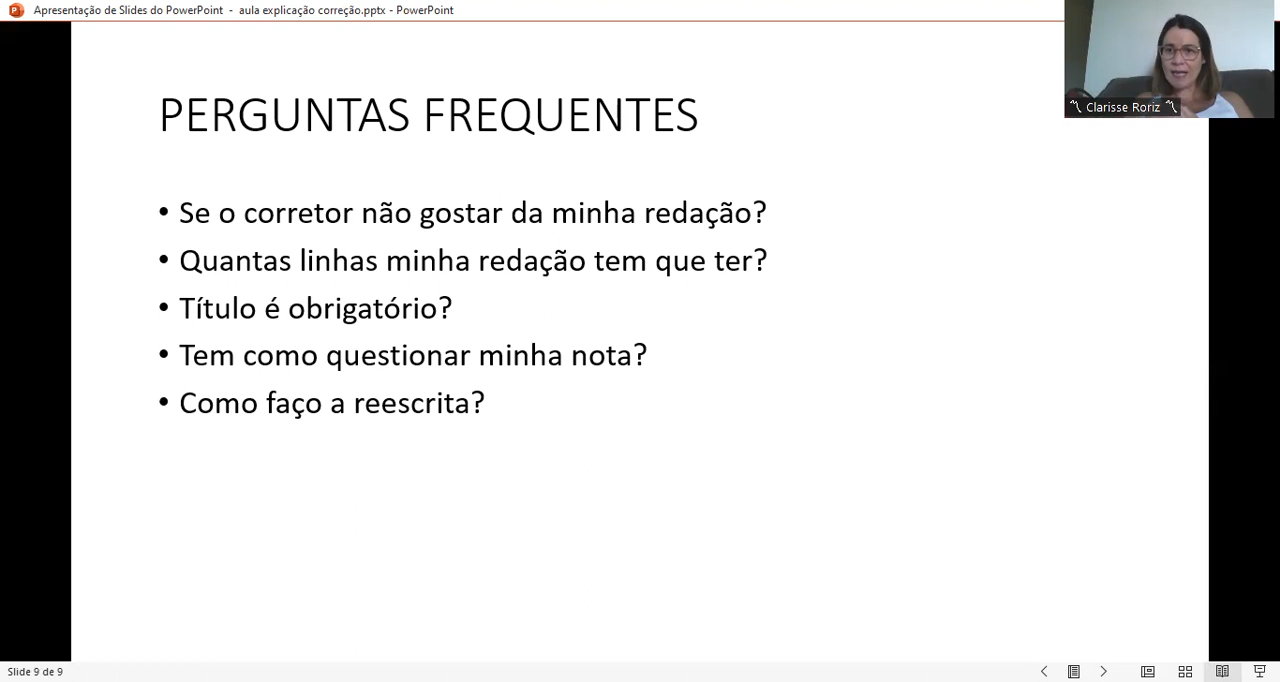 Apresentação de Slides do PowerPoint - aula explicação correção.pptx - PowerPoint
Clarisse Roriz
PERGUNTAS FREQUENTES
• Se o corretor não gostar da minha redação?
• Quantas linhas minha redação tem que ter?
• Título é obrigatório?
• Tem como questionar minha nota?
• Como faço a reescrita?
Slide 9 de 9